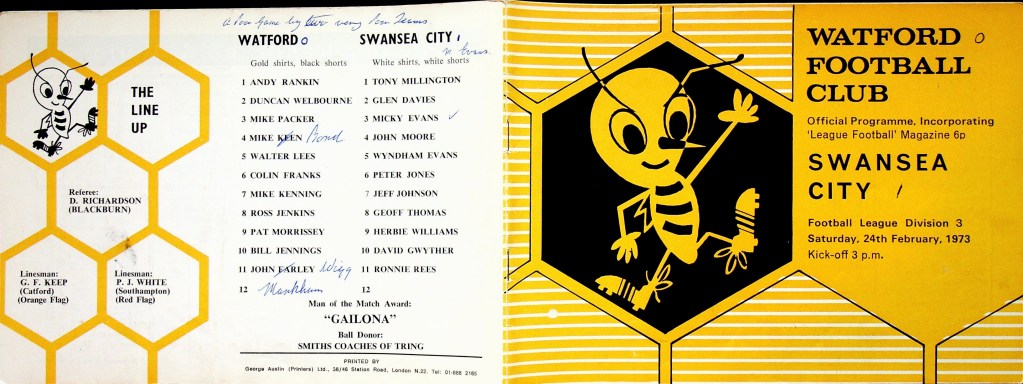 A Poor Game by two very Poor Teams
WATFORD 0 SWANSEA CITY 1
M Evans
Gold shirts, black shorts White shirts, white shorts
1 ANDY RANKIN 1 TONY MILLINGTON
2 DUNCAN WELBOURNE 2 GLEN DAVIES
3 MIKE PACKER 3 MICKY EVANS ✓
4 MIKE KEEN Bond 4 JOHN MOORE
5 WALTER LEES 5 WYNDHAM EVANS
6 COLIN FRANKS 6 PETER JONES
7 MIKE KENNING 7 JEFF JOHNSON
8 ROSS JENKINS 8 GEOFF THOMAS
9 PAT MORRISSEY 9 HERBIE WILLIAMS
10 BILL JENNINGS 10 DAVID GWYTHER
11 JOHN FARLEY Wigg 11 RONNIE REES
12 Markham 12
Man of the Match Award:
"GAILONA"
Ball Donor:
SMITHS COACHES OF TRING
PRINTED BY
George Austin (Printers) Ltd., 38/46 Station Road, London N.22. Tel: 01-888 2165
THE
LINE
UP
Referee:
D. RICHARDSON
(BLACKBURN)
Linesman:
G. F. KEEP
(Catford)
(Orange Flag)
Linesman:
P. J. WHITE
(Southampton)
(Red Flag)
WATFORD 0
FOOTBALL
CLUB
Official Programme, Incorporating
'League Football' Magazine 6p
SWANSEA
CITY 1
Football League Division 3
Saturday, 24th February, 1973
Kick-off 3 p.m.